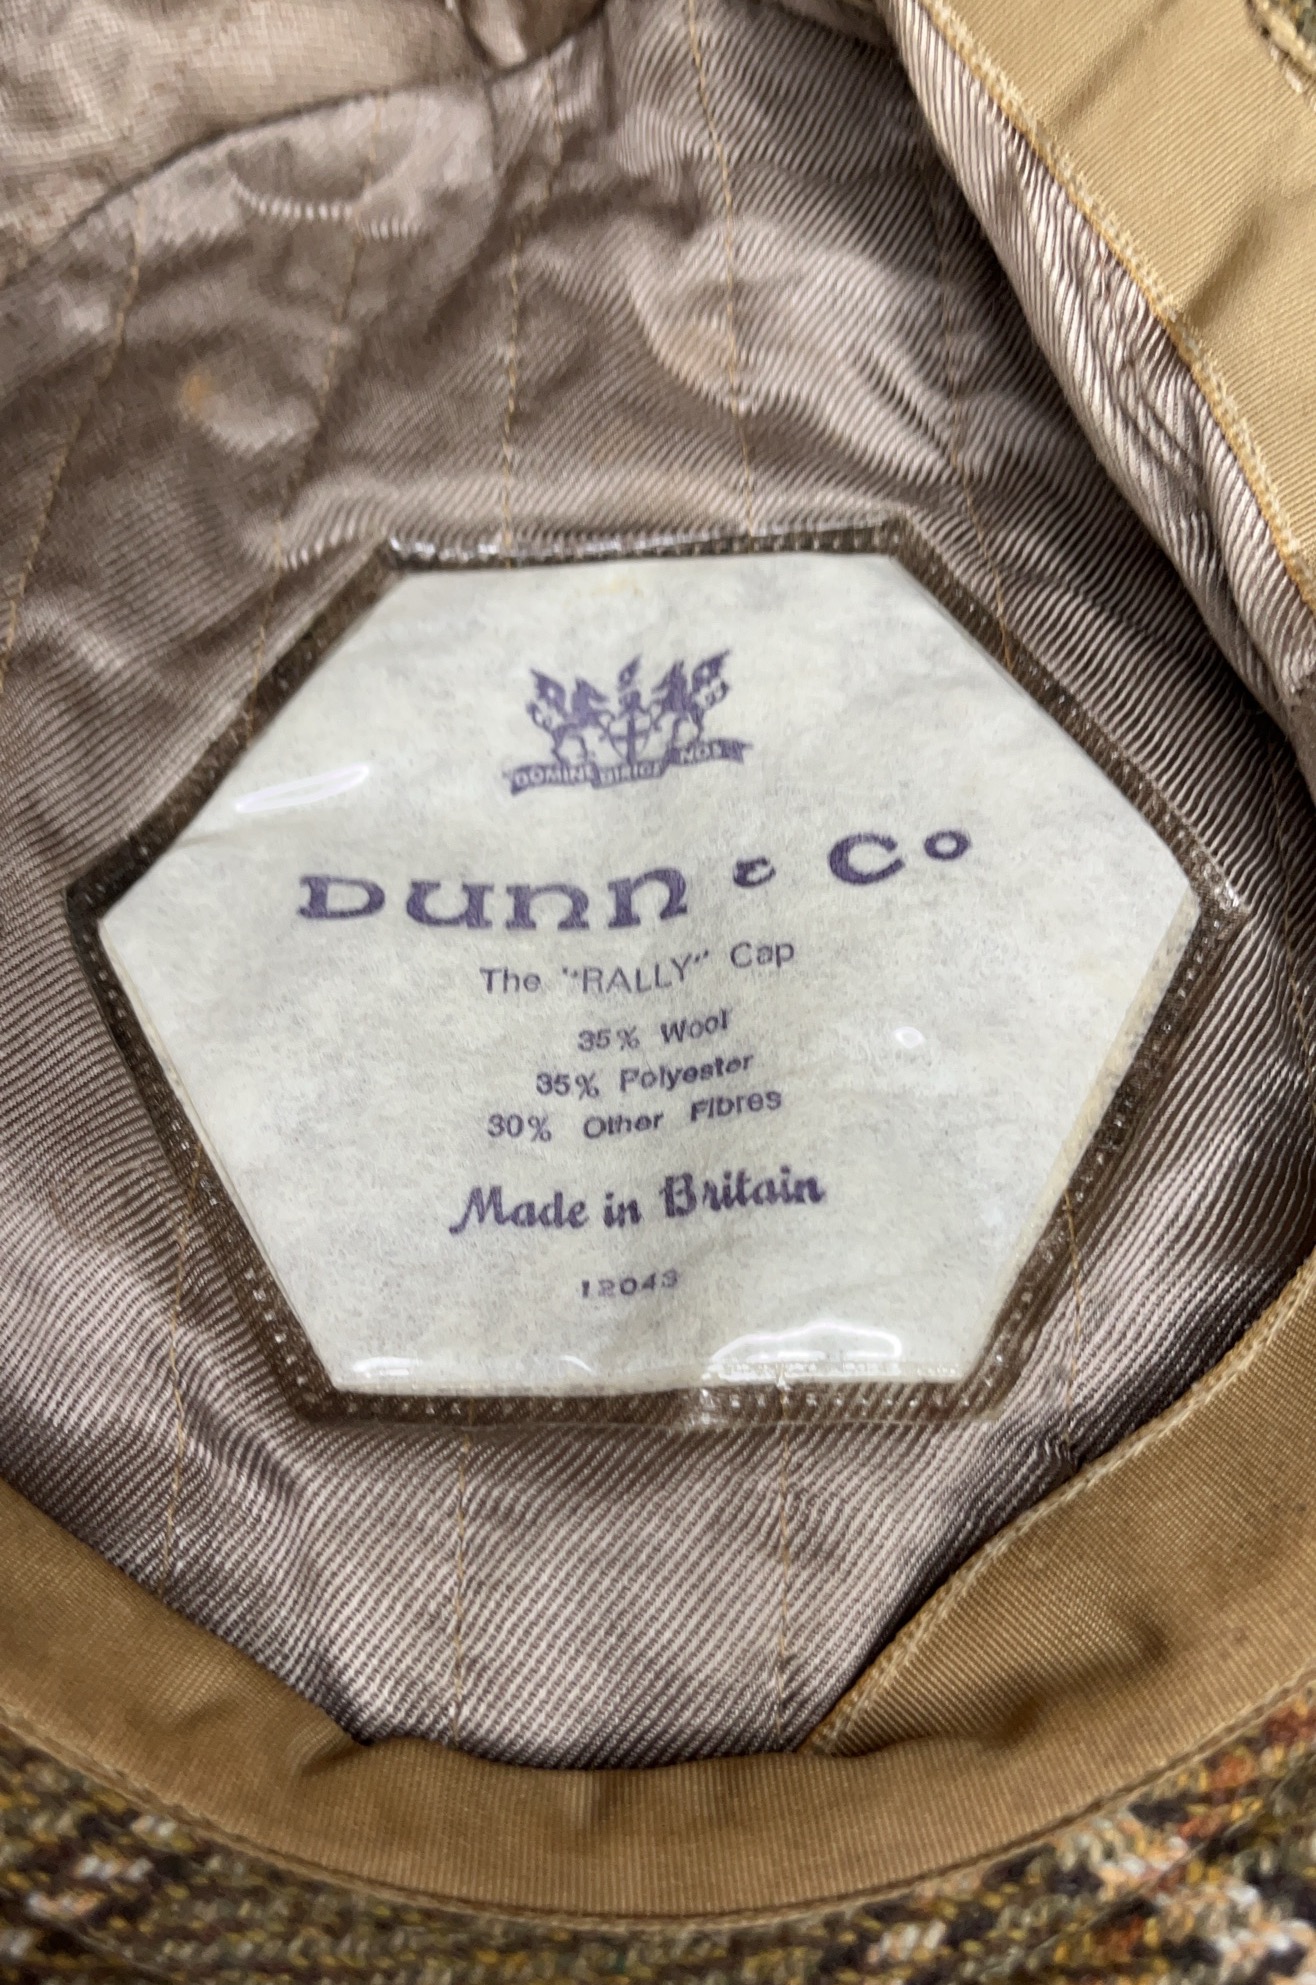 DOMINE DIRIGE NOS
Dunn & Co
The "RALLY" Cap
35% Wool
35% Polyester
30% Other Fibres
Made in Britain
12043